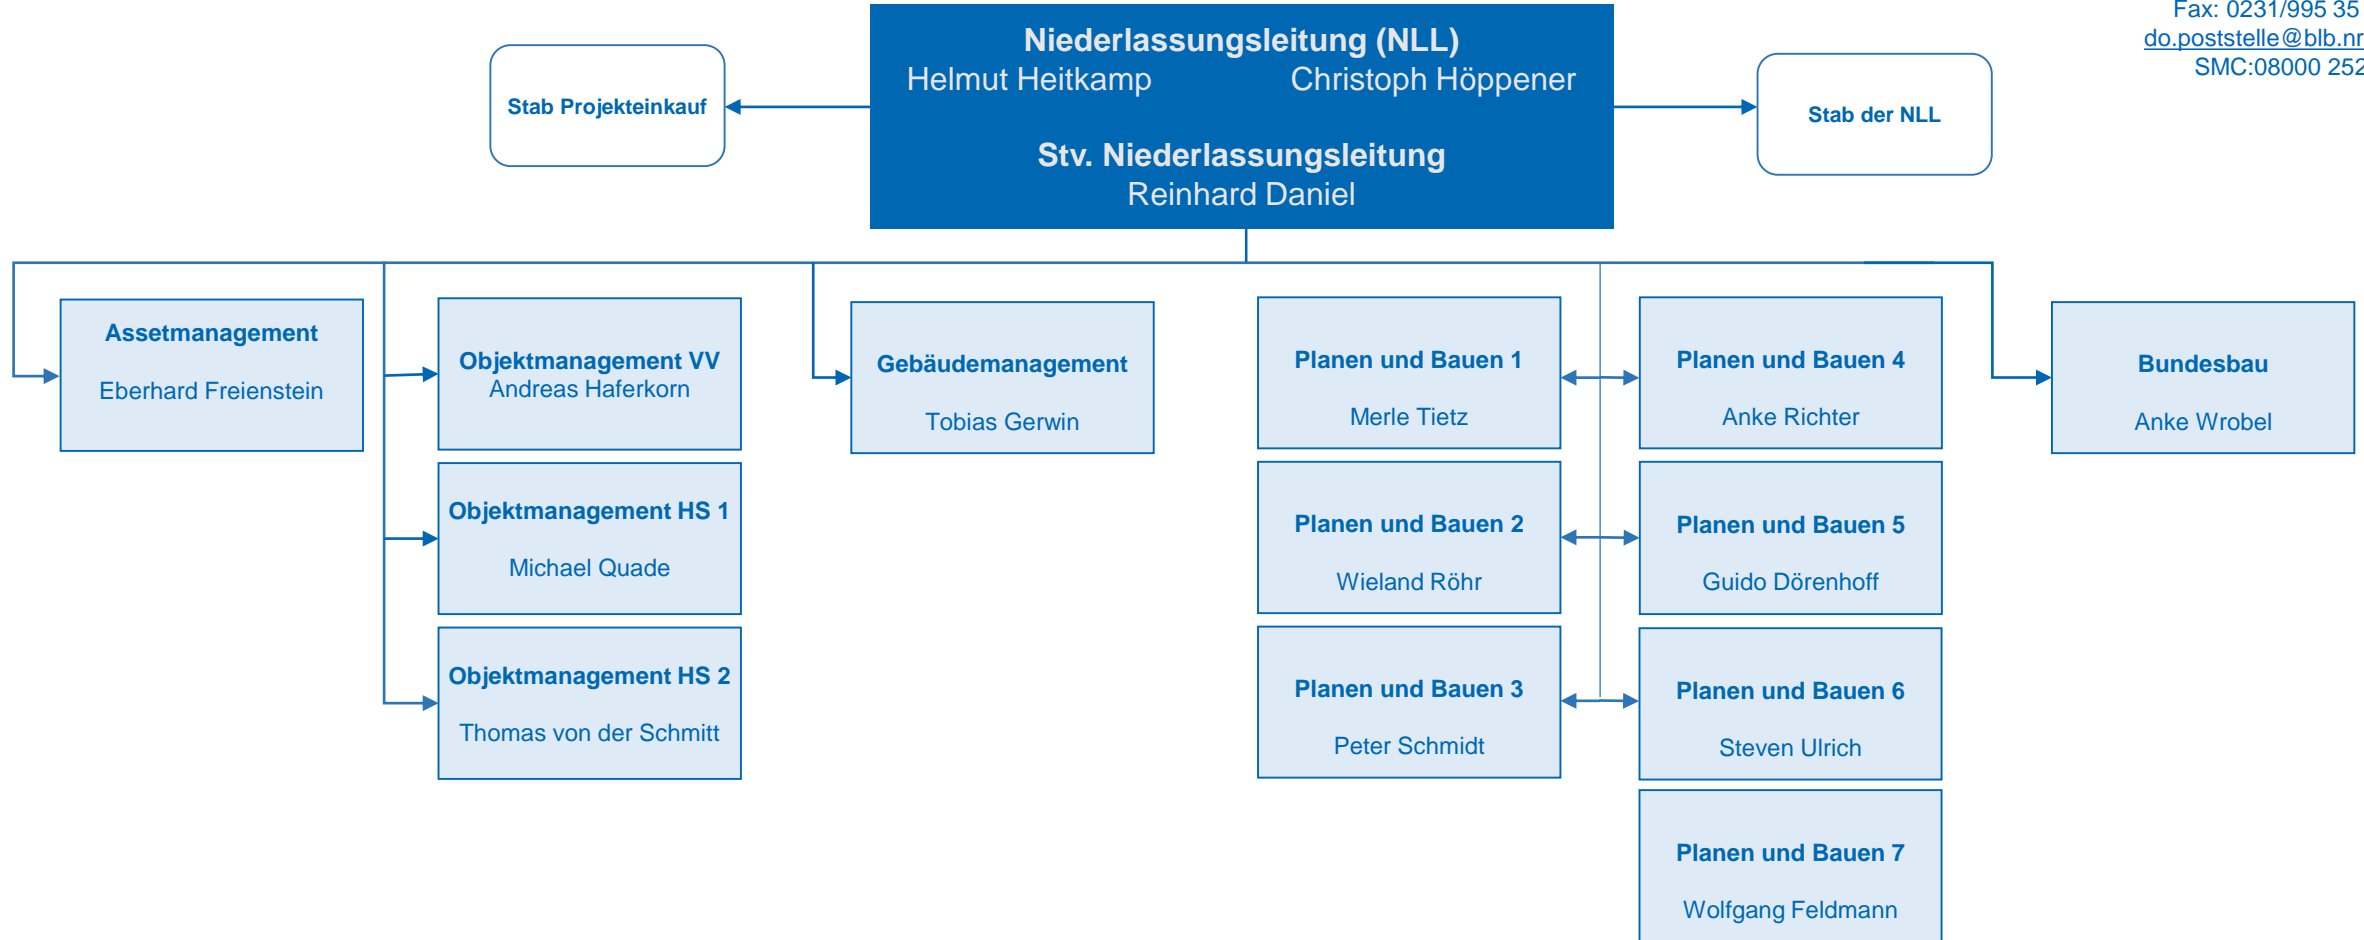 Fax: 0231/995 35
do.poststelle@blb.nr
SMC:08000 252
Niederlassungsleitung (NLL)
Helmut Heitkamp Christoph Höppener
Stv. Niederlassungsleitung
Reinhard Daniel
Stab Projekteinkauf
Stab der NLL
Assetmanagement
Eberhard Freienstein
Objektmanagement VV
Andreas Haferkorn
Objektmanagement HS 1
Michael Quade
Objektmanagement HS 2
Thomas von der Schmitt
Gebäudemanagement
Tobias Gerwin
Planen und Bauen 1
Merle Tietz
Planen und Bauen 2
Wieland Röhr
Planen und Bauen 3
Peter Schmidt
Planen und Bauen 4
Anke Richter
Planen und Bauen 5
Guido Dörenhoff
Planen und Bauen 6
Steven Ulrich
Planen und Bauen 7
Wolfgang Feldmann
Bundesbau
Anke Wrobel